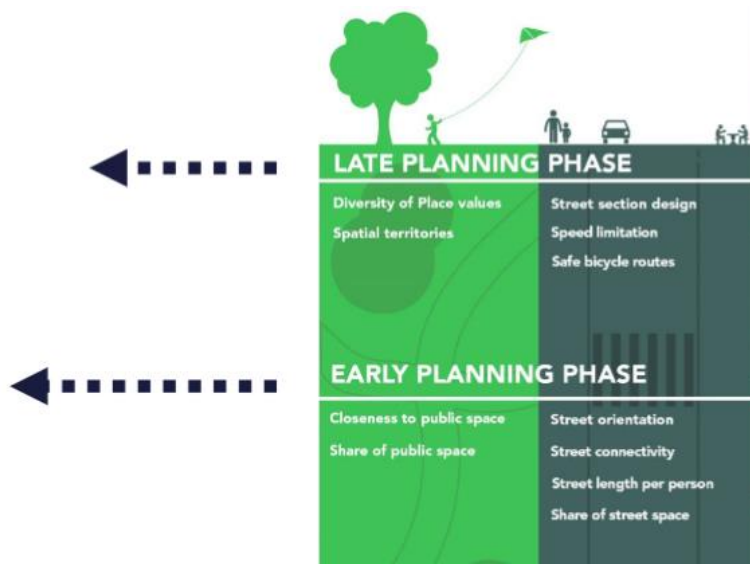 LATE PLANNING PHASE
Diversity of Place values
Spatial territories
Street section design
Speed limitation
Safe bicycle routes
EARLY PLANNING PHASE
Closeness to public space
Share of public space
Street orientation
Street connectivity
Street length per person
Share of street space